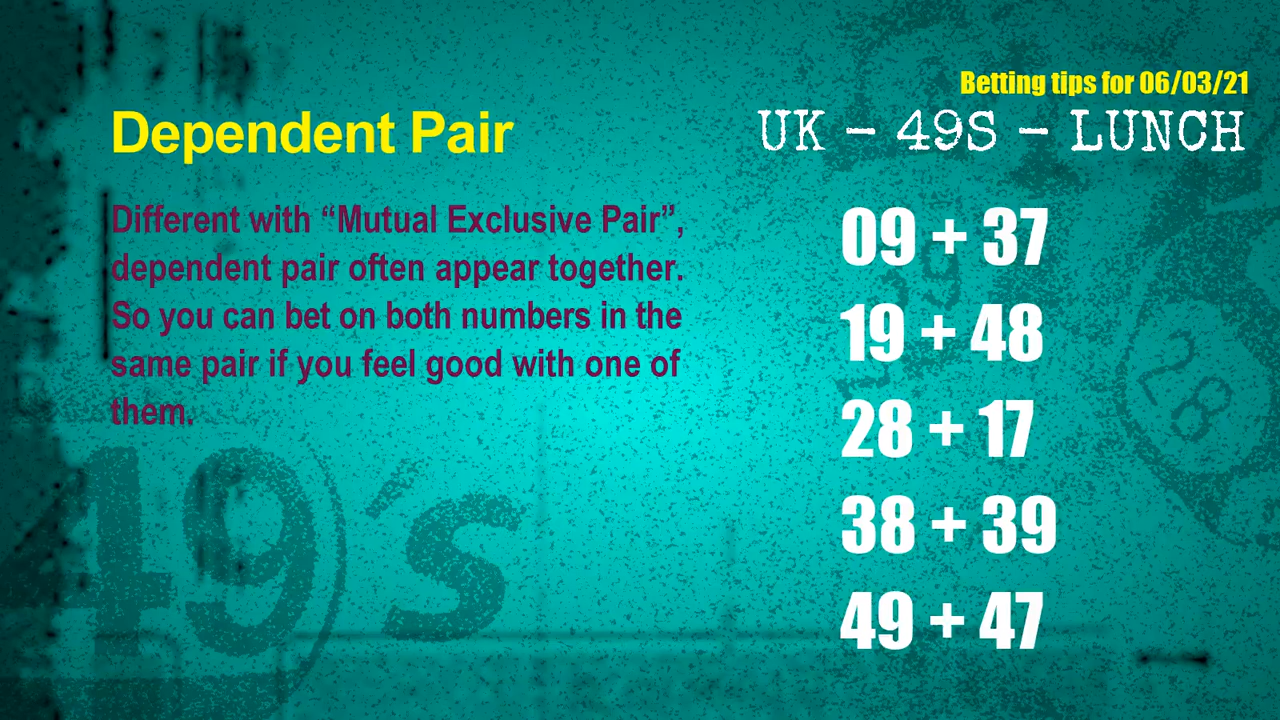 Betting tips for 06/03/21
UK - 49S - LUNCH
Dependent Pair
Different with “Mutual Exclusive Pair”,
dependent pair often appear together.
So you can bet on both numbers in the
same pair if you feel good with one of
them.
09 + 37
19 + 48
28 + 17
38 + 39
49 + 47
49's
28